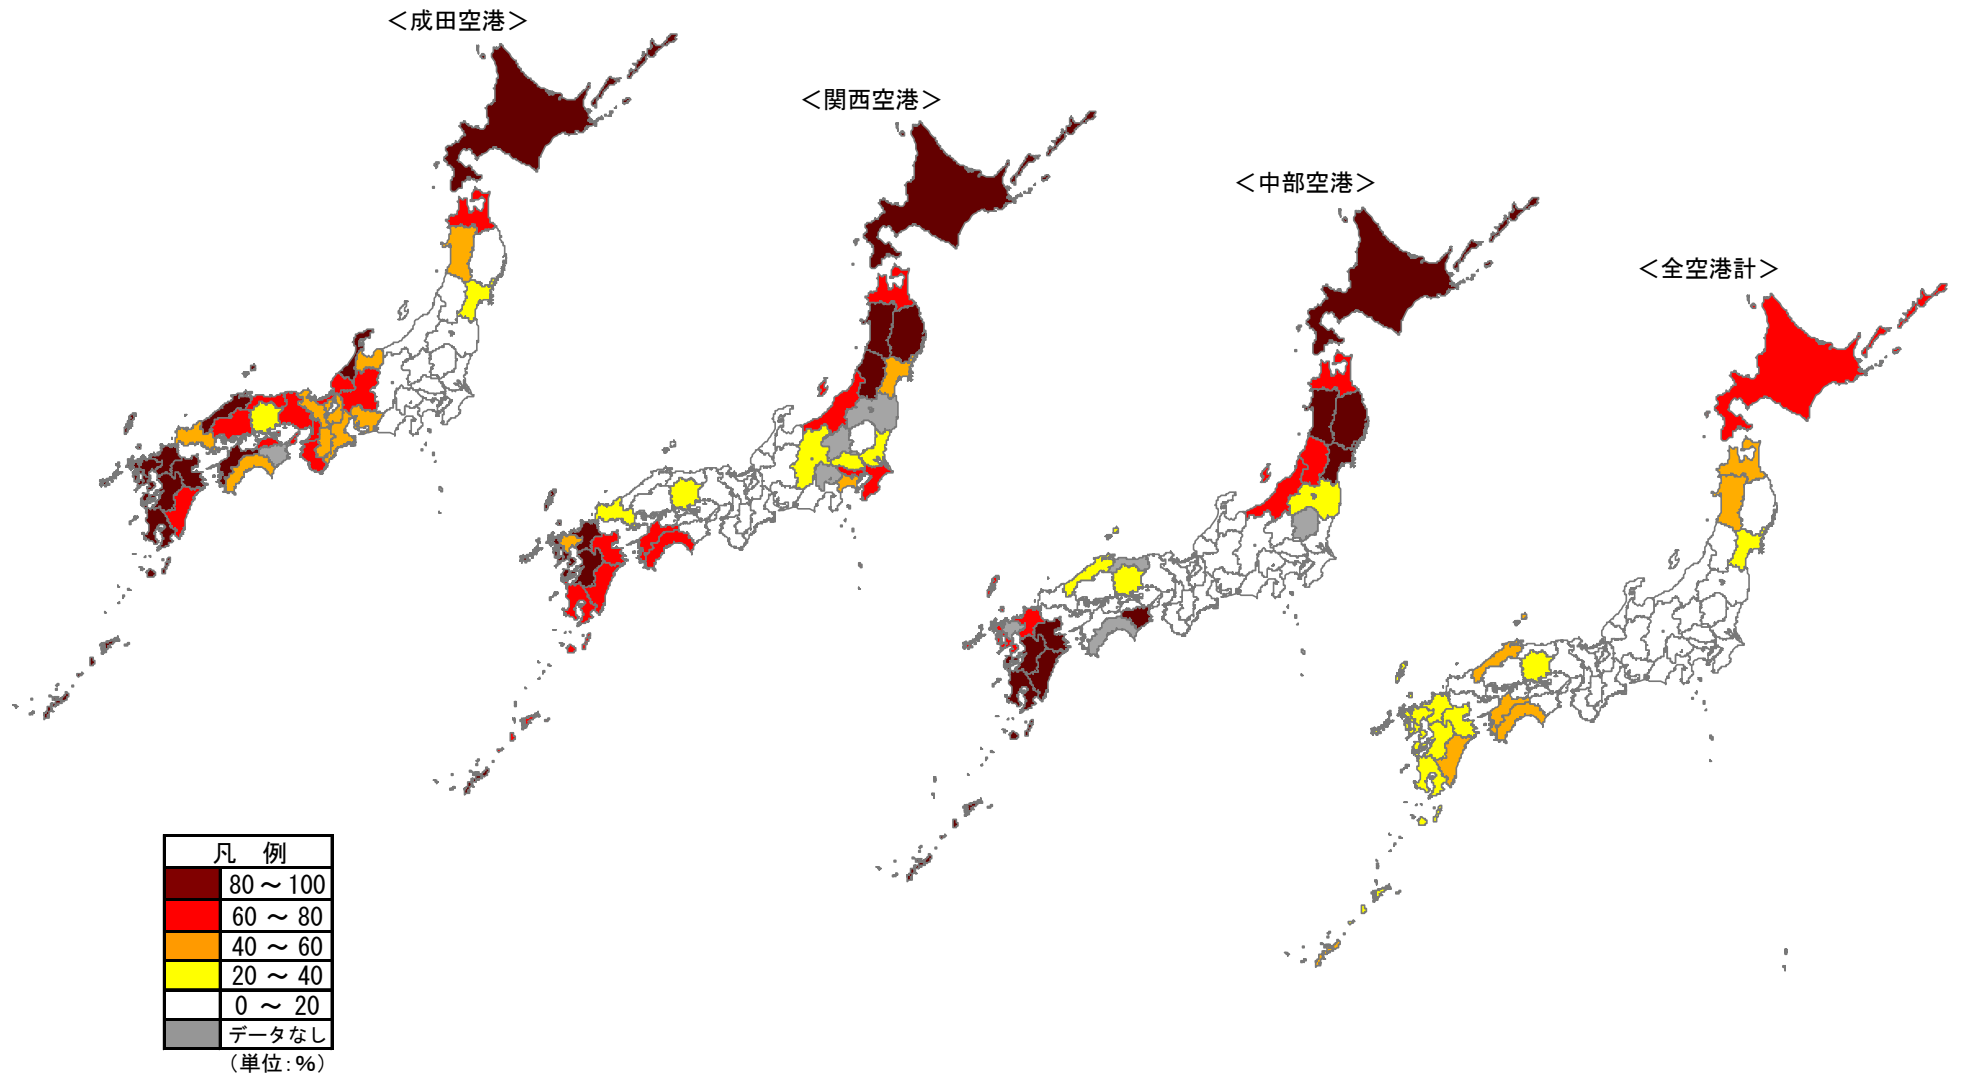 ＜成田空港＞
＜関西空港＞
＜中部空港＞
＜全空港計＞
凡　例
80～100
60 ～ 80
40 ～ 60
20 ～ 40
0 ～ 20
データなし
（単位：%）